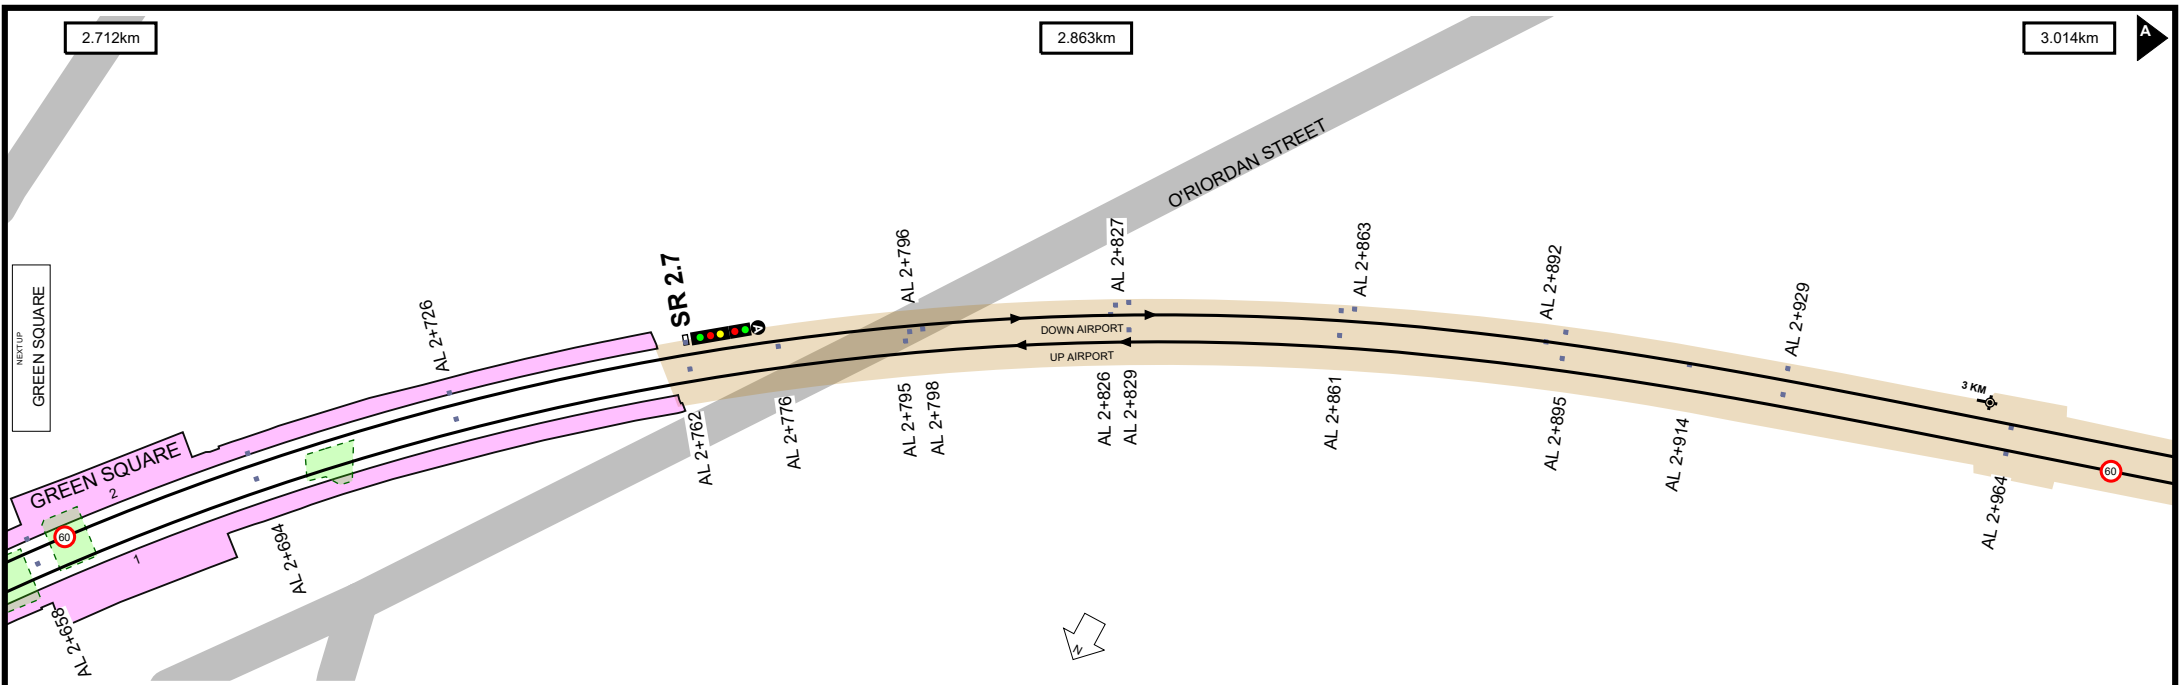 2.712km
2.863km
3.014km
A
O'RIORDAN STREET
NEXT UP
GREEN SQUARE
SR 2.7
A
AL 2+726
AL 2+796
AL 2+827
AL 2+863
AL 2+892
AL 2+929
DOWN AIRPORT
UP AIRPORT
3 KM
GREEN SQUARE
2
1
60
60
AL 2+658
AL 2+694
AL 2+762
AL 2+776
AL 2+795
AL 2+798
AL 2+826
AL 2+829
AL 2+861
AL 2+895
AL 2+914
AL 2+964
N